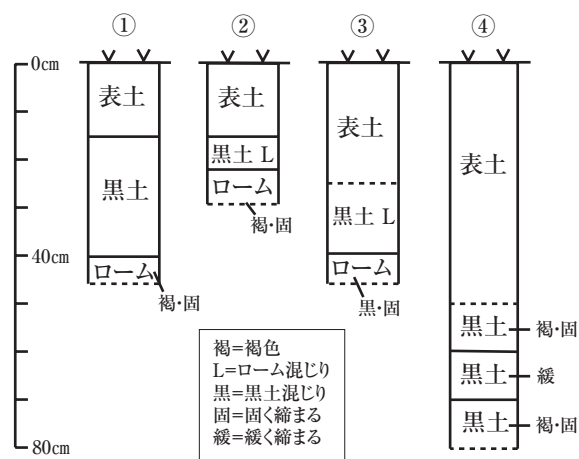 ① ② ③ ④
0cm
40cm
80cm
表土
黒土
ローム
褐・固
表土
黒土 L
ローム
褐・固
表土
黒土 L
ローム
黒・固
表土
黒土 褐・固
黒土 緩
黒土 褐・固
褐=褐色
L=ローム混じり
黒=黒土混じり
固=固く締まる
緩=緩く締まる